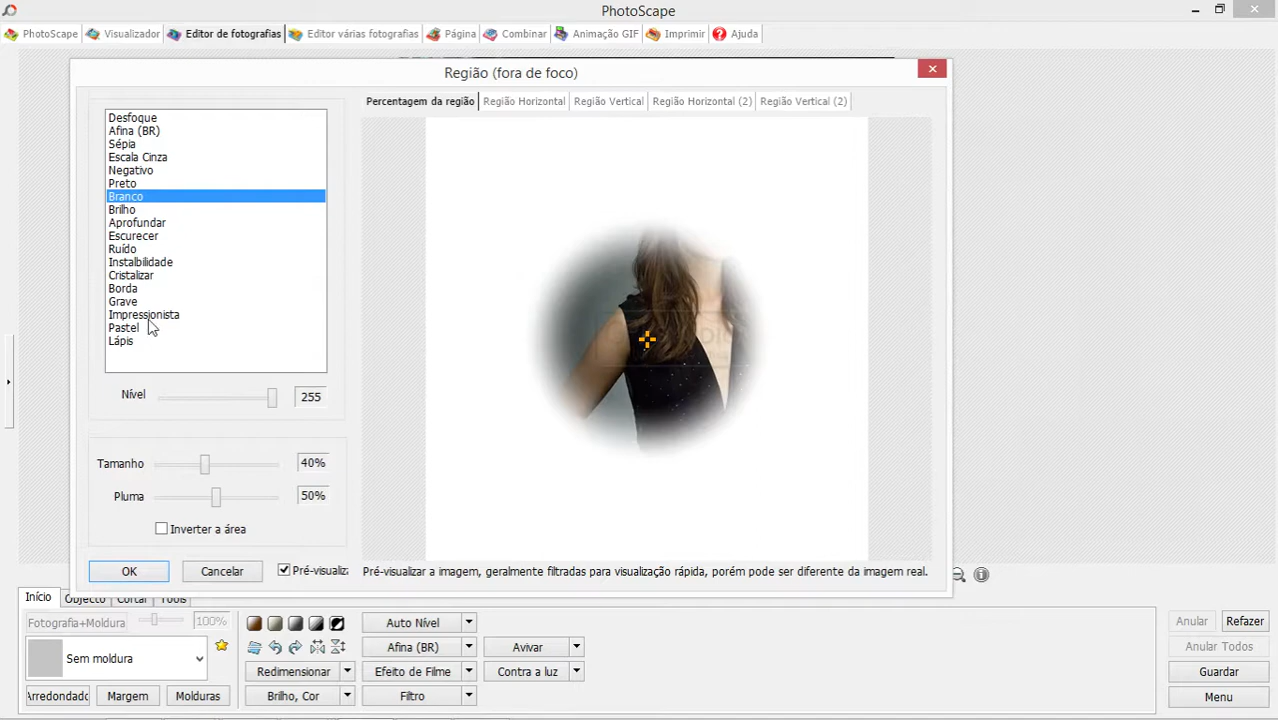 PhotoScape
PhotoScape Visualizador Editor de fotografias Editor várias fotografias Página Combinar Animação GIF Imprimir Ajuda
Região (fora de foco)
Percentagem da região Região Horizontal Região Vertical Região Horizontal (2) Região Vertical (2)
Desfoque
Afina (BR)
Sépia
Escala Cinza
Negativo
Preto
Branco
Brilho
Aprofundar
Escurecer
Ruído
Instalbilidade
Cristalizar
Borda
Grave
Impressionista
Pastel
Lápis
Nível 255
Tamanho 40%
Pluma 50%
Inverter a área
OK Cancelar Pré-visualiza
Pré-visualizar a imagem, geralmente filtradas para visualização rápida, porém pode ser diferente da imagem real.
Início Objecto Cortar Tools
Fotografia+Moldura 100% Auto Nível Anular Refazer
Sem moldura Afina (BR) Avivar Anular Todos
Redimensionar Efeito de Filme Contra a luz Guardar
Arredondado Margem Molduras Brilho, Cor Filtro Menu